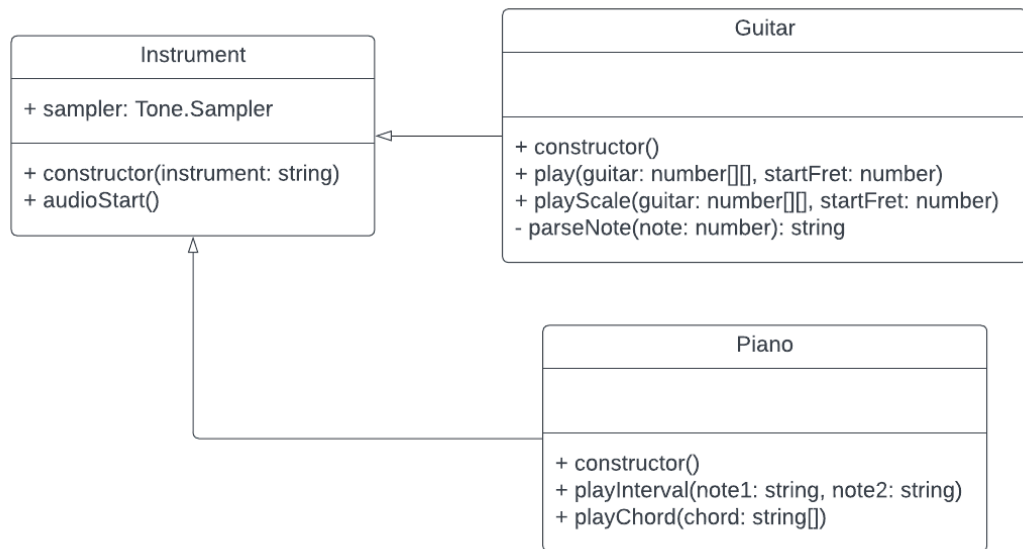 Instrument
+ sampler: Tone.Sampler
+ constructor(instrument: string)
+ audioStart()
Guitar
+ constructor()
+ play(guitar: number[][], startFret: number)
+ playScale(guitar: number[][], startFret: number)
- parseNote(note: number): string
Piano
+ constructor()
+ playInterval(note1: string, note2: string)
+ playChord(chord: string[])